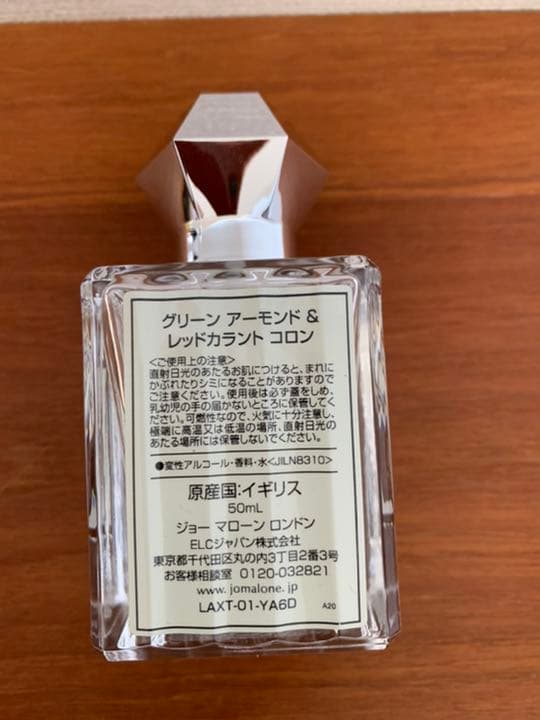 グリーン アーモンド &
レッドカラント コロン
<ご使用上の注意>
直射日光のあたるお肌につけると、まれに
かぶれたりシミになることがありますので
ご注意ください。使用後は必ず蓋をしめ、
乳幼児の手の届かないところに保管してく
ださい。可燃性なので、火気に十分注意し、
極端に高温又は低温の場所、直射日光の
あたる場所には保管しないでください。
●変性アルコール・香料・水<JILN8310>
原産国:イギリス
50mL
ジョー マローン ロンドン
ELCジャパン株式会社
東京都千代田区丸の内3丁目2番3号
お客様相談室 0120-032821
www.jomalone.jp
LAXT-01-YA6D A20